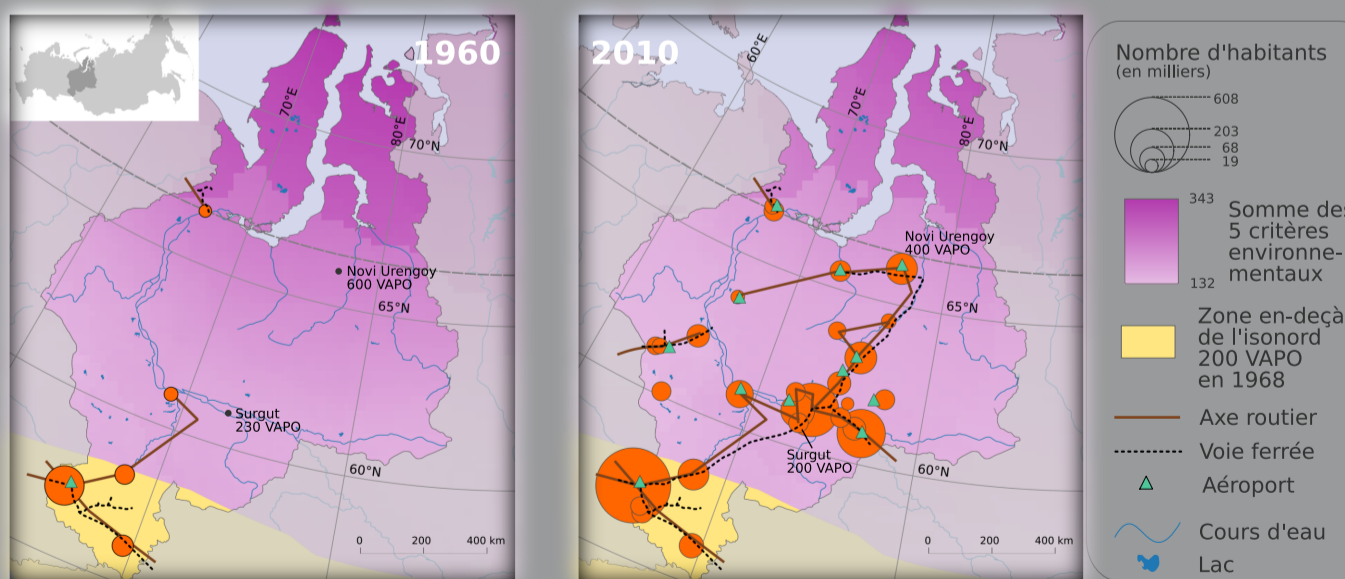 1960
70°E
80°E
70°N
Novi Urengoy
600 VAPO
65°N
Surgut
230 VAPO
60°N
0 200 400 km
2010
60°E
70°E
80°E
70°N
Novi Urengoy
400 VAPO
65°N
Surgut
200 VAPO
60°N
0 200 400 km
Nombre d'habitants
(en milliers)
608
203
68
19
343
132
Somme des
5 critères
environne-
mentaux
Zone en-deçà
de l'isonord
200 VAPO
en 1968
Axe routier
Voie ferrée
Aéroport
Cours d'eau
Lac